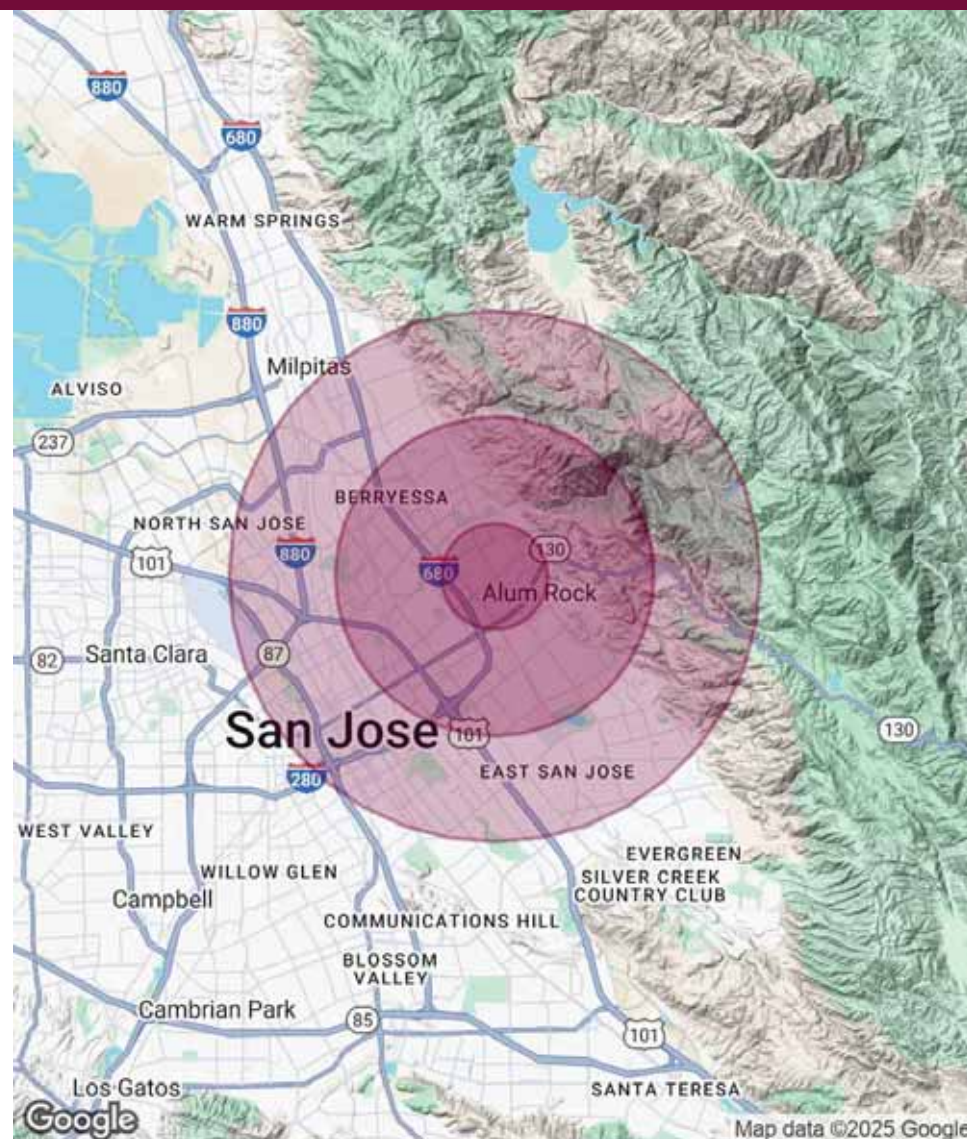 880
680
WARM SPRINGS
880
Milpitas
ALVISO
237
BERRYESSA
NORTH SAN JOSE
101
880
130
680
Alum Rock
82
Santa Clara
87
San Jose
101
130
280
EAST SAN JOSE
WEST VALLEY
EVERGREEN
WILLOW GLEN
SILVER CREEK
COUNTRY CLUB
Campbell
COMMUNICATIONS HILL
BLOSSOM
VALLEY
Cambrian Park
85
101
Los Gatos
SANTA TERESA
Google
Map data ©2025 Google